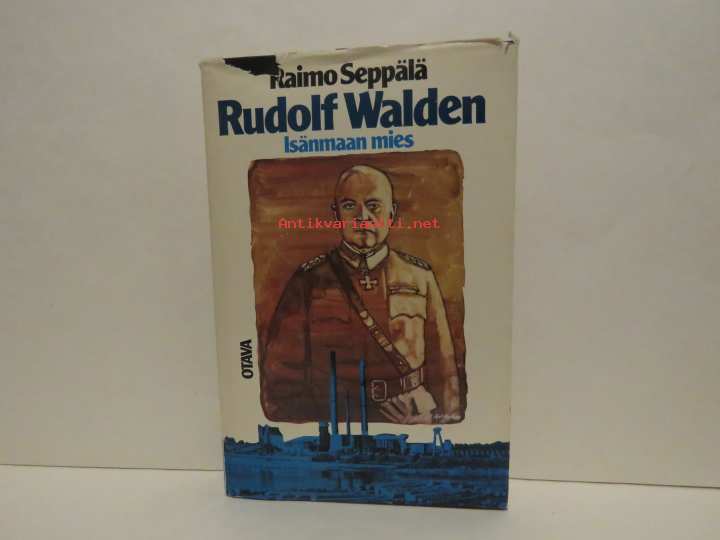 Raimo Seppälä
Rudolf Walden
Isänmaan mies
Antikvariaatti.net
OTAVA